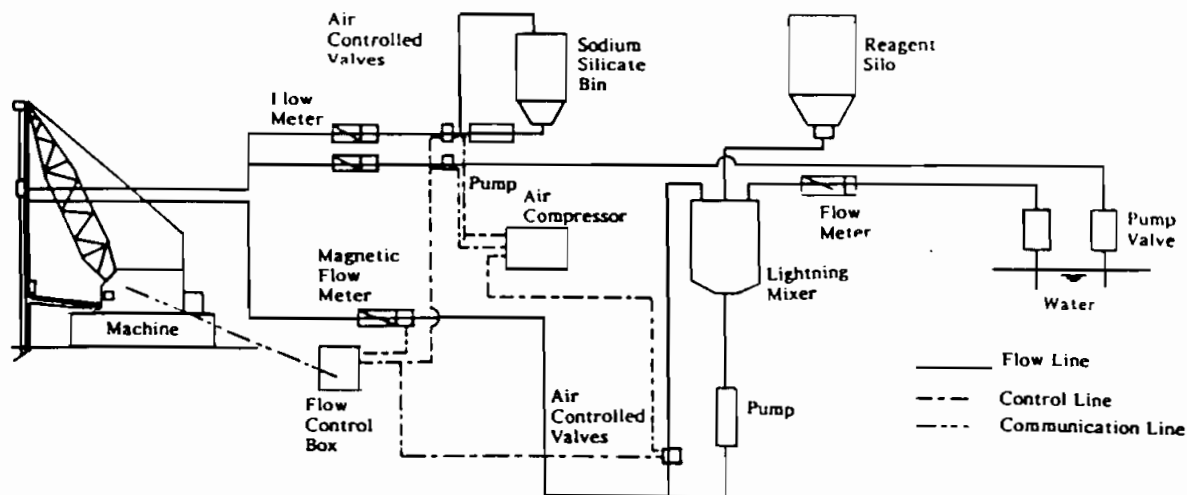 Air
Controlled
Valves
Sodium
Silicate
Bin
Reagent
Silo
Flow
Meter
Pump
Air
Compressor
Flow
Meter
Pump
Valve
Magnetic
Flow
Meter
Lightning
Mixer
Water
Machine
Flow
Control
Box
Air
Controlled
Valves
Pump
Flow Line
Control Line
Communication Line